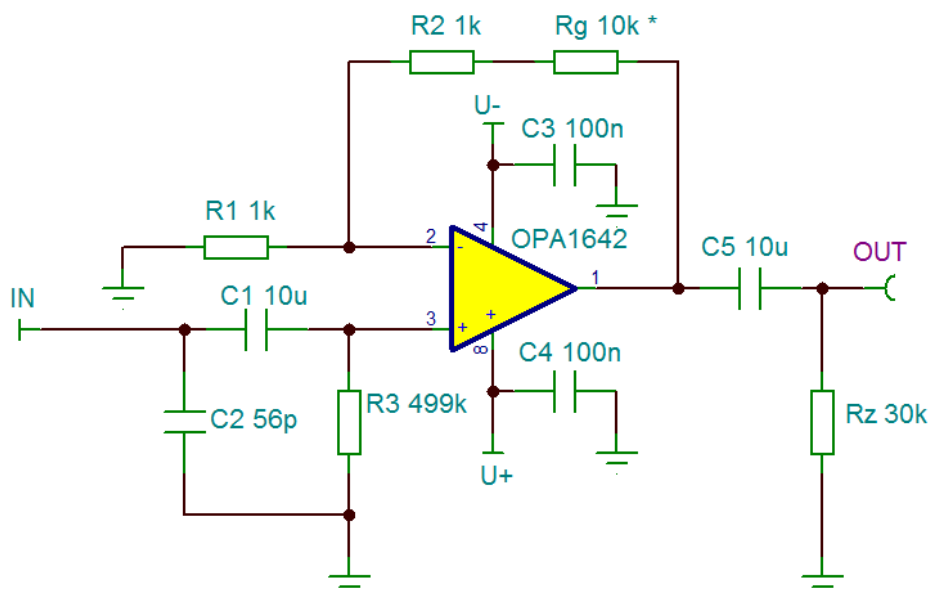 R2 1k
Rg 10k *
U-
C3 100n
R1 1k
4
2
-
OPA1642
1
C5 10u
OUT
IN
C1 10u
3
+
+
8
C4 100n
C2 56p
R3 499k
Rz 30k
U+